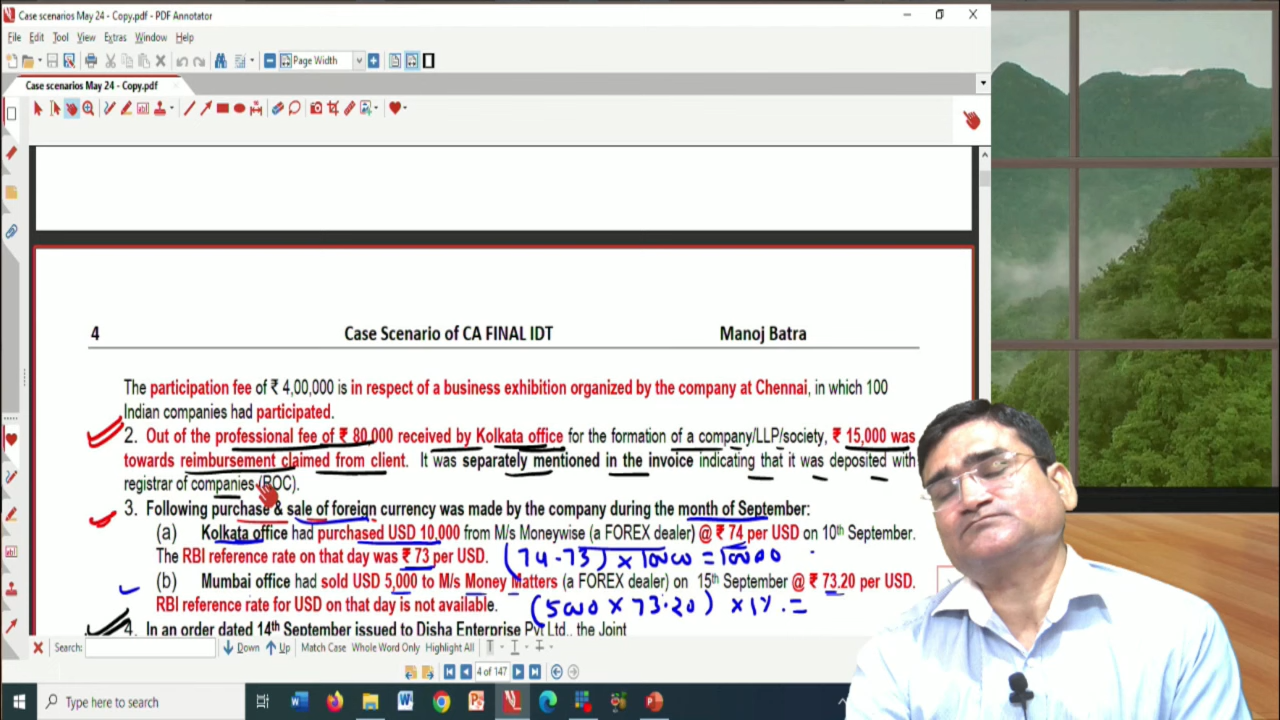 Case scenarios May 24 - Copy.pdf - PDF Annotator
File Edit Tool View Extras Window Help
Page Width
Case scenarios May 24 - Copy.pdf
4 Case Scenario of CA FINAL IDT Manoj Batra
The participation fee of ₹ 4,00,000 is in respect of a business exhibition organized by the company at Chennai, in which 100
Indian companies had participated.
2. Out of the professional fee of ₹ 80,000 received by Kolkata office for the formation of a company/LLP/society, ₹ 15,000 was
towards reimbursement claimed from client. It was separately mentioned in the invoice indicating that it was deposited with
registrar of companies (ROC).
3. Following purchase & sale of foreign currency was made by the company during the month of September:
(a) Kolkata office had purchased USD 10,000 from M/s Moneywise (a FOREX dealer) @ ₹ 74 per USD on 10th September.
The RBI reference rate on that day was ₹ 73 per USD. (74-73) × 10000 = 10000
(b) Mumbai office had sold USD 5,000 to M/s Money Matters (a FOREX dealer) on 15th September @ ₹ 73.20 per USD.
RBI reference rate for USD on that day is not available. (5000 × 73.20) × 1% =
4. In an order dated 14th September issued to Disha Enterprise Pvt Ltd., the Joint
Search: Down Up Match Case Whole Word Only Highlight All
4 of 147
Type here to search